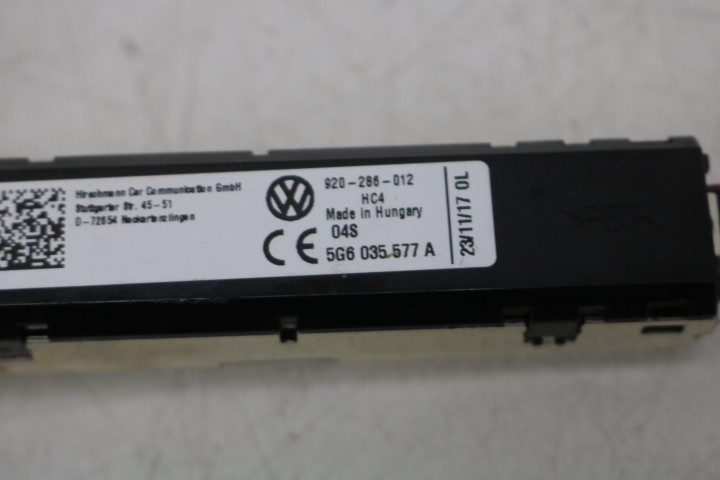 Hirschmann Car Communication GmbH
Stuttgarter Str. 45-51
D-72654 Neckartenzlingen
920-286-012
HC4
Made in Hungary
04S
5G6 035 577 A
23/11/17 OL
>PBT<